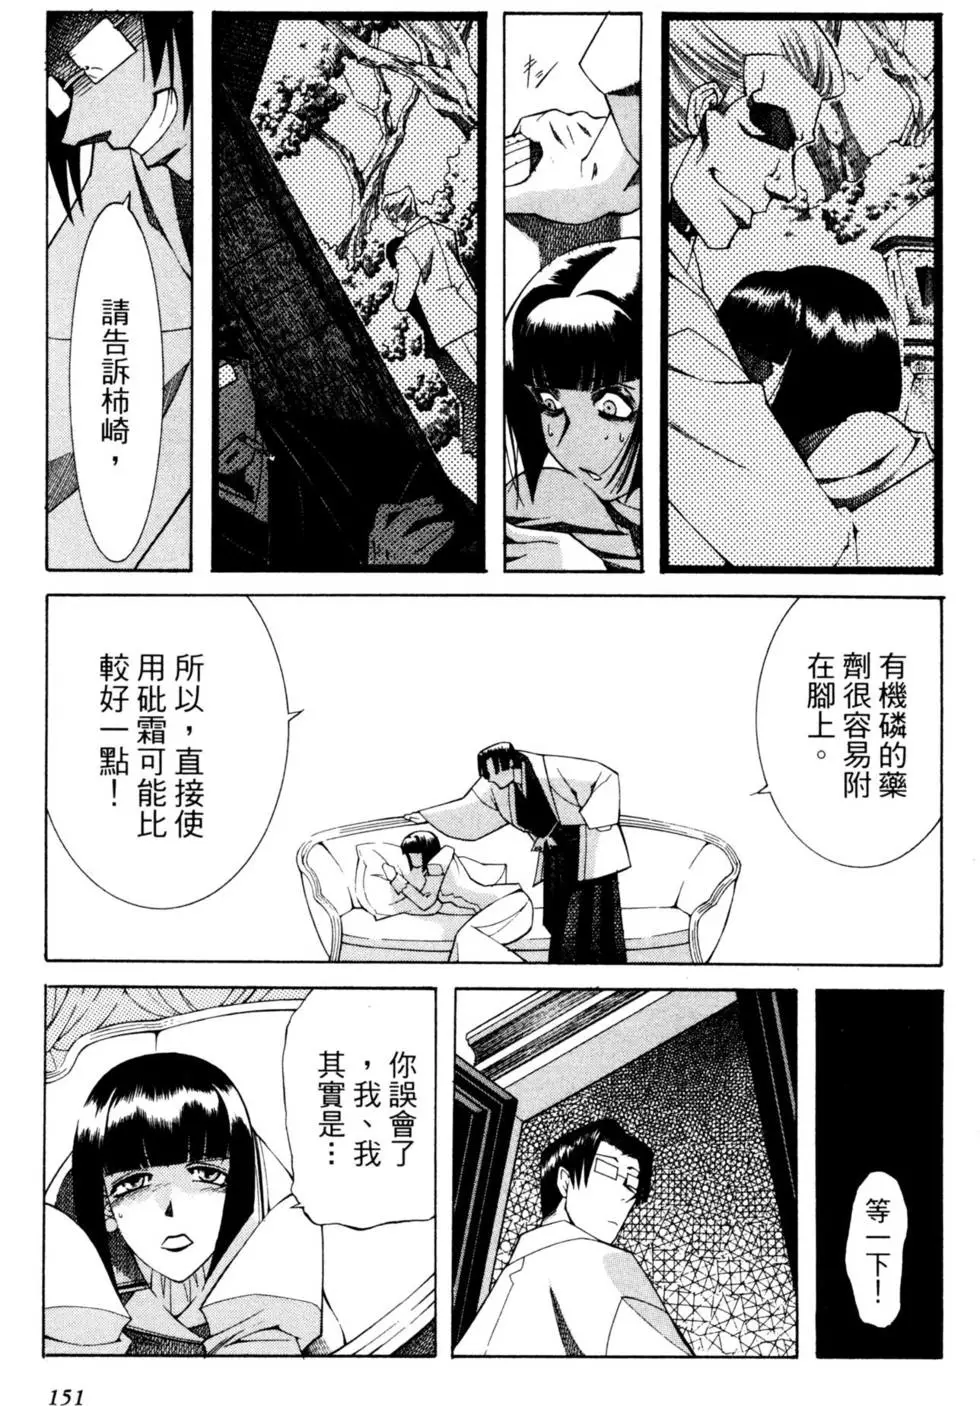 請告訴柿崎，
有機磷的藥
劑很容易附
在腳上。
所以，直接使
用砒霜可能比
較好一點！
等一下！
你誤會了
，我、我
其實是…
151